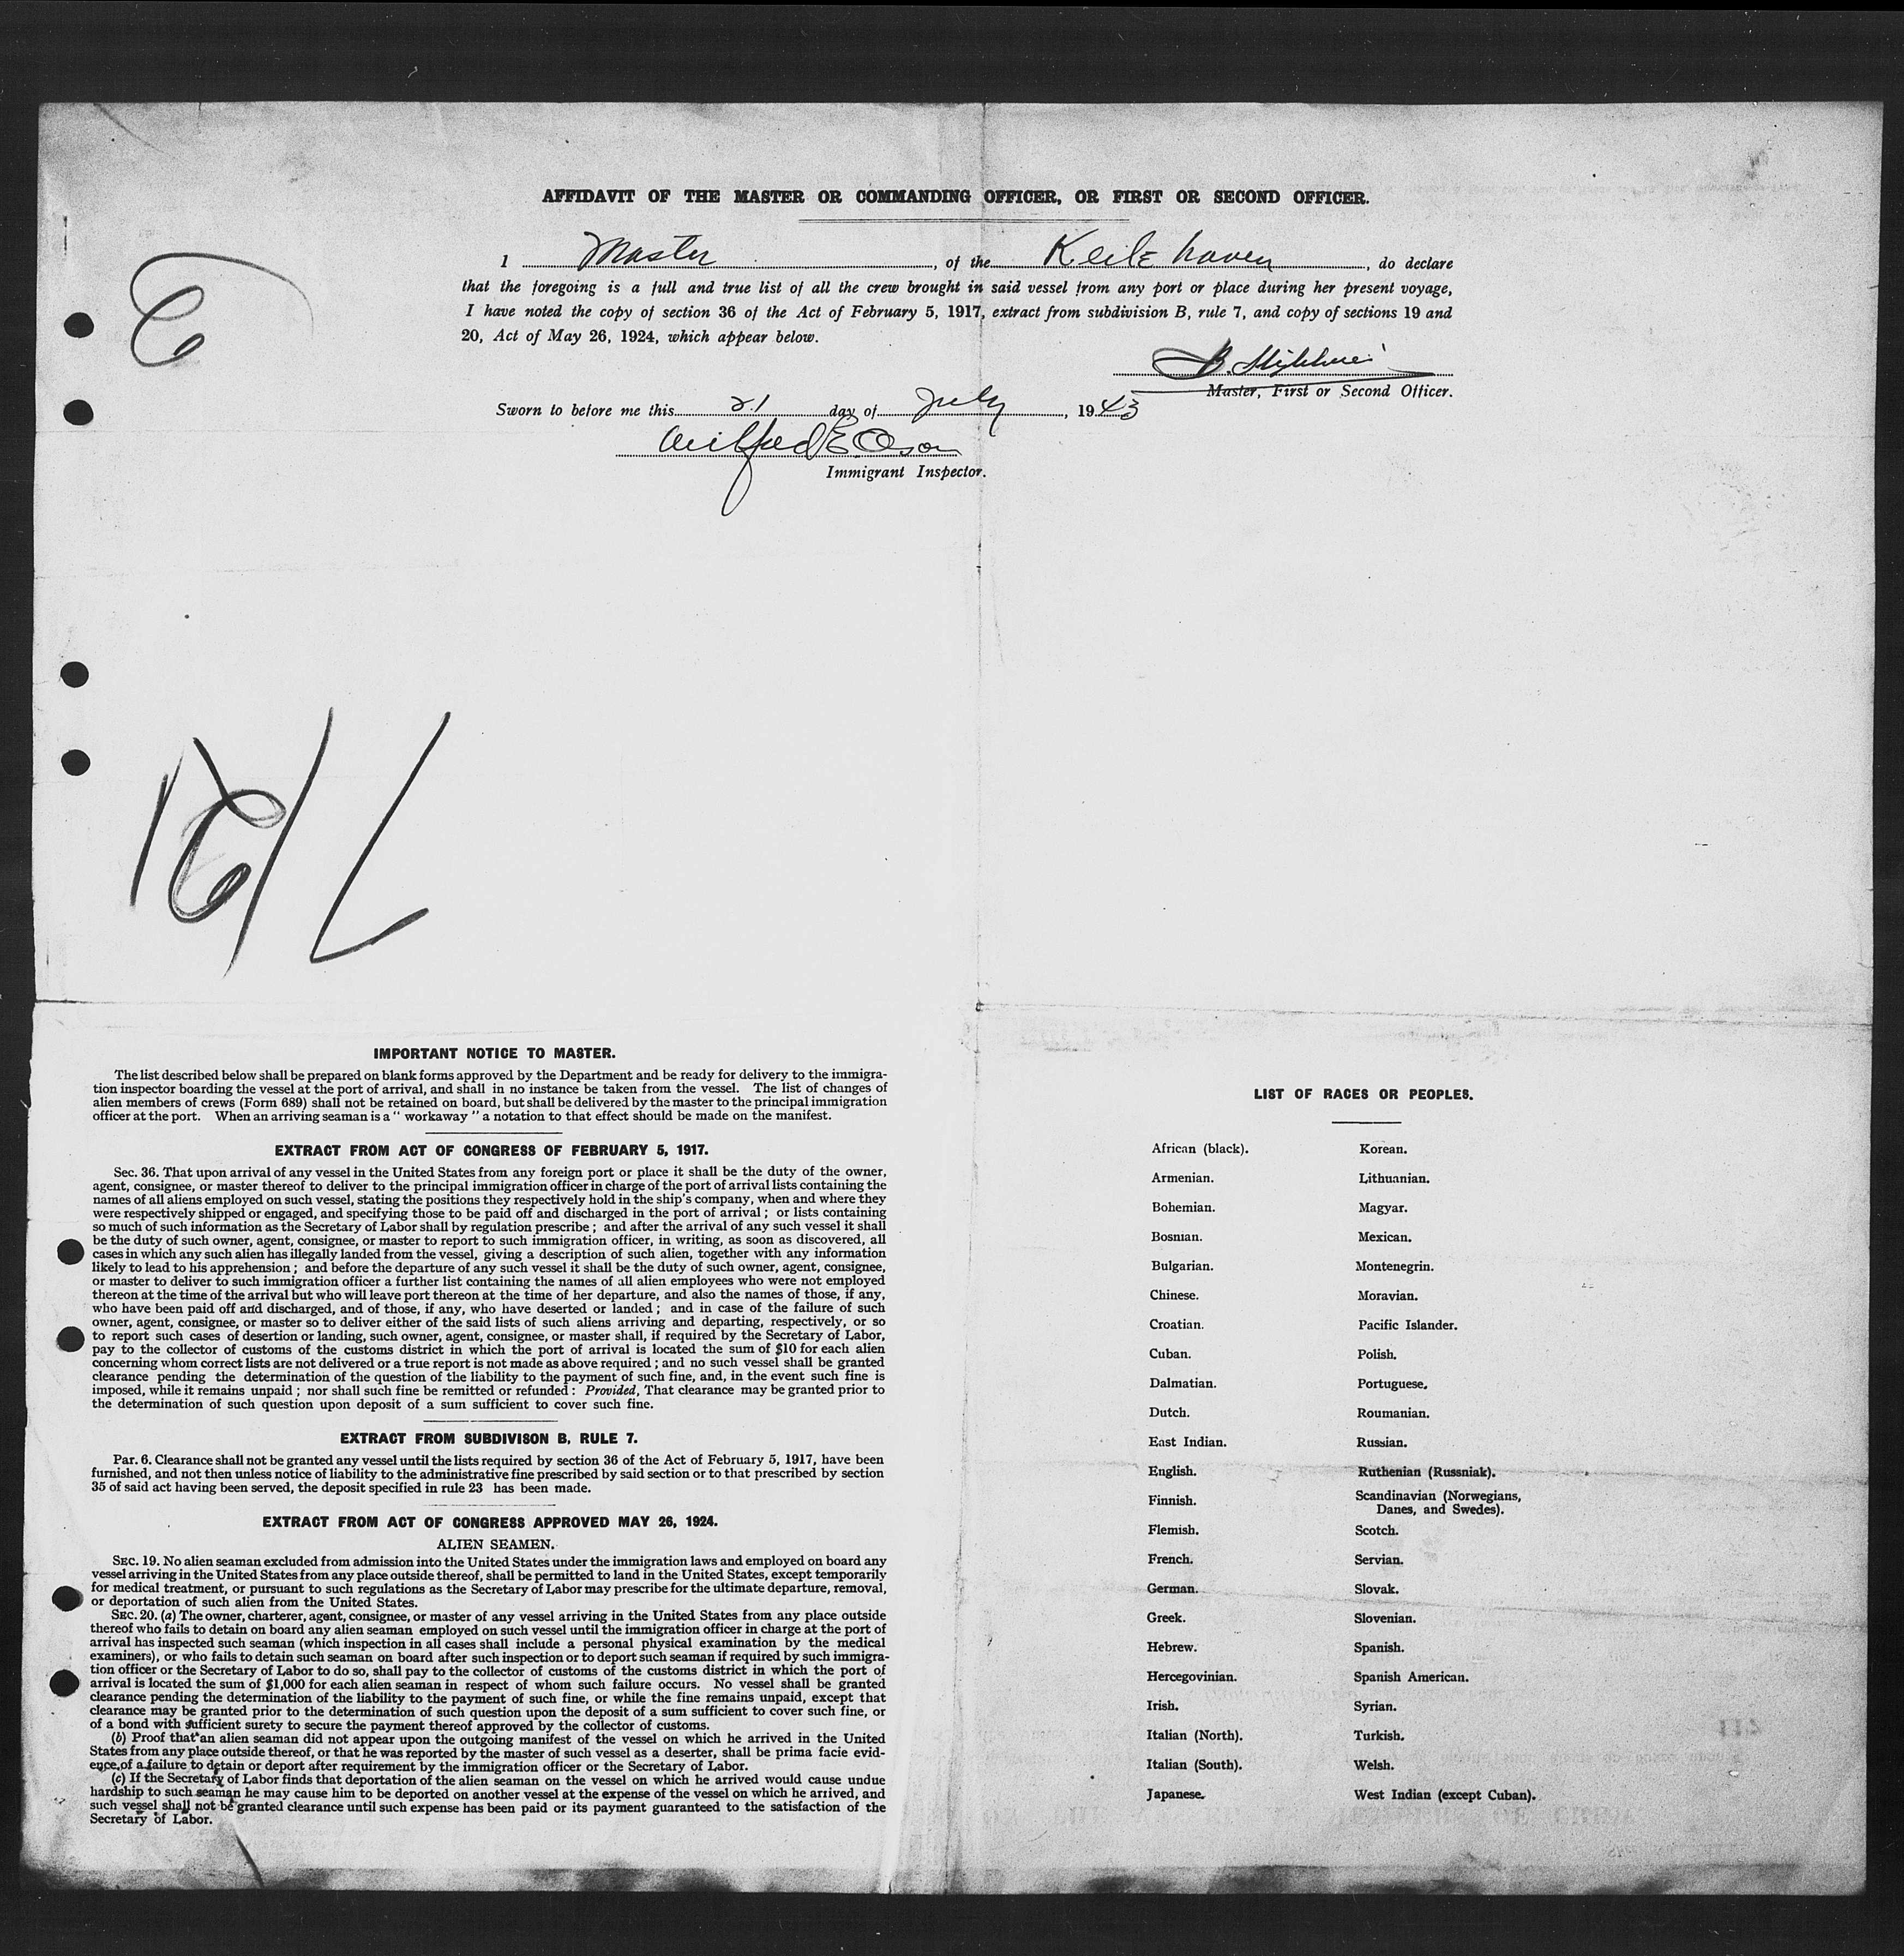 AFFIDAVIT OF THE MASTER OR COMMANDING OFFICER, OR FIRST OR SECOND OFFICER.
I Master, of the Keilehaven, do declare
that the foregoing is a full and true list of all the crew brought in said vessel from any port or place during her present voyage,
I have noted the copy of section 36 of the Act of February 5, 1917, extract from subdivision B, rule 7, and copy of sections 19 and
20, Act of May 26, 1924, which appear below.
Master, First or Second Officer.
Sworn to before me this 21 day of July, 1943
Wilfred E.
Immigrant Inspector.
IMPORTANT NOTICE TO MASTER.
The list described below shall be prepared on blank forms approved by the Department and be ready for delivery to the immigra-
tion inspector boarding the vessel at the port of arrival, and shall in no instance be taken from the vessel. The list of changes of
alien members of crews (Form 689) shall not be retained on board, but shall be delivered by the master to the principal immigration
officer at the port. When an arriving seaman is a "workaway" a notation to that effect should be made on the manifest.
EXTRACT FROM ACT OF CONGRESS OF FEBRUARY 5, 1917.
SEC. 36. That upon arrival of any vessel in the United States from any foreign port or place it shall be the duty of the owner,
agent, consignee, or master thereof to deliver to the principal immigration officer in charge of the port of arrival lists containing the
names of all aliens employed on such vessel, stating the positions they respectively hold in the ship's company, when and where they
were respectively shipped or engaged, and specifying those to be paid off and discharged in the port of arrival; or lists containing
so much of such information as the Secretary of Labor shall by regulation prescribe; and after the arrival of any such vessel it shall
be the duty of such owner, agent, consignee, or master to report to such immigration officer, in writing, as soon as discovered, all
cases in which any such alien has illegally landed from the vessel, giving a description of such alien, together with any information
likely to lead to his apprehension; and before the departure of any such vessel it shall be the duty of such owner, agent, consignee,
or master to deliver to such immigration officer a further list containing the names of all alien employees who were not employed
thereon at the time of the arrival but who will leave port thereon at the time of her departure, and also the names of those, if any,
who have been paid off and discharged, and of those, if any, who have deserted or landed; and in case of the failure of such
owner, agent, consignee, or master so to deliver either of the said lists of such aliens arriving and departing, respectively, or so
to report such cases of desertion or landing, such owner, agent, consignee, or master shall, if required by the Secretary of Labor,
pay to the collector of customs of the customs district in which the port of arrival is located the sum of $10 for each alien
concerning whom correct lists are not delivered or a true report is not made as above required; and no such vessel shall be granted
clearance pending the determination of the question of the liability to the payment of such fine, and, in the event such fine is
imposed, while it remains unpaid; nor shall such fine be remitted or refunded: Provided, That clearance may be granted prior to
the determination of such question upon deposit of a sum sufficient to cover such fine.
EXTRACT FROM SUBDIVISON B, RULE 7.
Par. 6. Clearance shall not be granted any vessel until the lists required by section 36 of the Act of February 5, 1917, have been
furnished, and not then unless notice of liability to the administrative fine prescribed by said section or to that prescribed by section
35 of said act having been served, the deposit specified in rule 23 has been made.
EXTRACT FROM ACT OF CONGRESS APPROVED MAY 26, 1924.
ALIEN SEAMEN.
SEC. 19. No alien seaman excluded from admission into the United States under the immigration laws and employed on board any
vessel arriving in the United States from any place outside thereof, shall be permitted to land in the United States, except temporarily
for medical treatment, or pursuant to such regulations as the Secretary of Labor may prescribe for the ultimate departure, removal,
or deportation of such alien from the United States.
SEC. 20. (a) The owner, charterer, agent, consignee, or master of any vessel arriving in the United States from any place outside
thereof who fails to detain on board any alien seaman employed on such vessel until the immigration officer in charge at the port of
arrival has inspected such seaman (which inspection in all cases shall include a personal physical examination by the medical
examiners), or who fails to detain such seaman on board after such inspection or to deport such seaman if required by such immigra-
tion officer or the Secretary of Labor to do so, shall pay to the collector of customs of the customs district in which the port of
arrival is located the sum of $1,000 for each alien seaman in respect of whom such failure occurs. No vessel shall be granted
clearance pending the determination of the liability to the payment of such fine, or while the fine remains unpaid, except that
clearance may be granted prior to the determination of such question upon the deposit of a sum sufficient to cover such fine, or
of a bond with sufficient surety to secure the payment thereof approved by the collector of customs.
(b) Proof that an alien seaman did not appear upon the outgoing manifest of the vessel on which he arrived in the United
States from any place outside thereof, or that he was reported by the master of such vessel as a deserter, shall be prima facie evid-
ence of a failure to detain or deport after requirement by the immigration officer or the Secretary of Labor.
(c) If the Secretary of Labor finds that deportation of the alien seaman on the vessel on which he arrived would cause undue
hardship to such seaman he may cause him to be deported on another vessel at the expense of the vessel on which he arrived, and
such vessel shall not be granted clearance until such expense has been paid or its payment guaranteed to the satisfaction of the
Secretary of Labor.
LIST OF RACES OR PEOPLES.
African (black). Korean.
Armenian. Lithuanian.
Bohemian. Magyar.
Bosnian. Mexican.
Bulgarian. Montenegrin.
Chinese. Moravian.
Croatian. Pacific Islander.
Cuban. Polish.
Dalmatian. Portuguese.
Dutch. Roumanian.
East Indian. Russian.
English. Ruthenian (Russniak).
Finnish. Scandinavian (Norwegians,
Danes, and Swedes).
Flemish. Scotch.
French. Servian.
German. Slovak.
Greek. Slovenian.
Hebrew. Spanish.
Hercegovinian. Spanish American.
Irish. Syrian.
Italian (North). Turkish.
Italian (South). Welsh.
Japanese. West Indian (except Cuban).